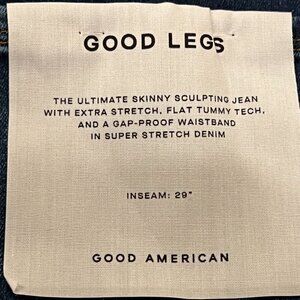 GOOD LEGS
THE ULTIMATE SKINNY SCULPTING JEAN
WITH EXTRA STRETCH, FLAT TUMMY TECH,
AND A GAP-PROOF WAISTBAND
IN SUPER STRETCH DENIM
INSEAM: 29"
GOOD AMERICAN